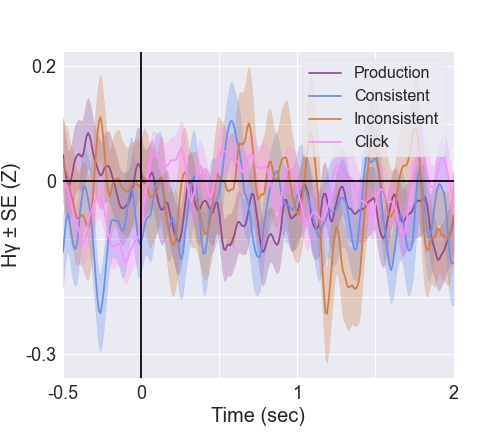 Hγ ± SE (Z)
0.2
0
-0.3
Production
Consistent
Inconsistent
Click
-0.5 0 1 2
Time (sec)